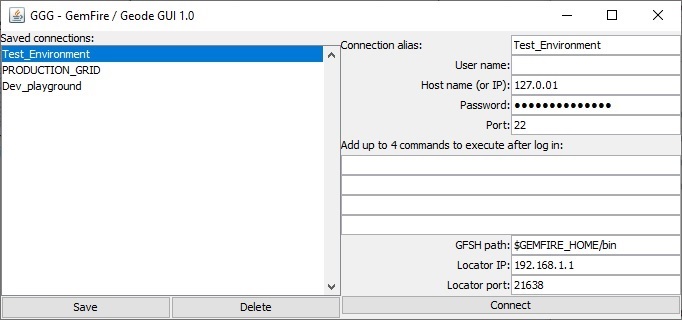 GGG - GemFire / Geode GUI 1.0
Saved connections:
Test_Environment
PRODUCTION_GRID
Dev_playground
Save
Delete
Connection alias: Test_Environment
User name:
Host name (or IP): 127.0.01
Password: ●●●●●●●●●●●●●●
Port: 22
Add up to 4 commands to execute after log in:
GFSH path: $GEMFIRE_HOME/bin
Locator IP: 192.168.1.1
Locator port: 21638
Connect